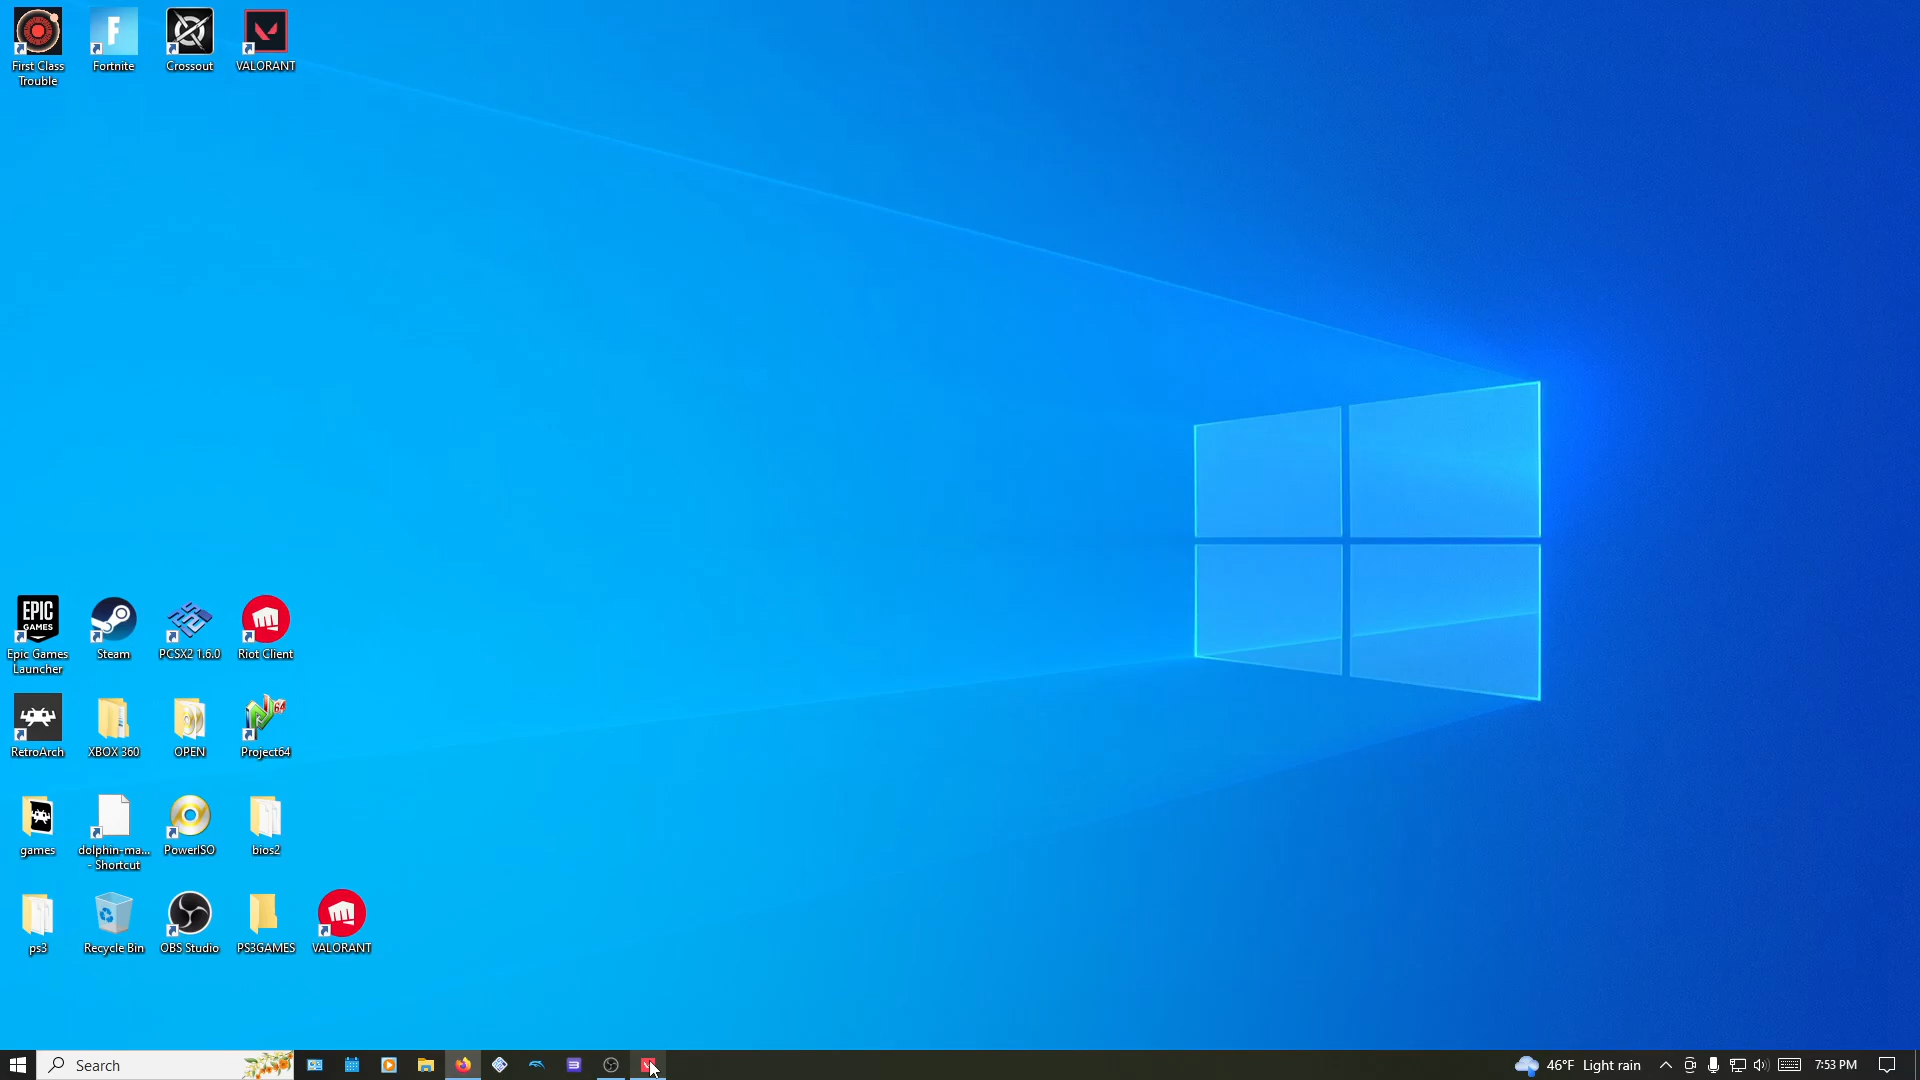 First Class
Trouble
Fortnite
Crossout
VALORANT
EPIC
GAMES
Epic Games
Launcher
Steam
PCSX2 1.6.0
Riot Client
RetroArch
XBOX 360
OPEN
64
Project64
games
dolphin-ma...
- Shortcut
PowerISO
bios2
ps3
Recycle Bin
OBS Studio
PS3GAMES
VALORANT
Search
46°F Light rain
7:53 PM